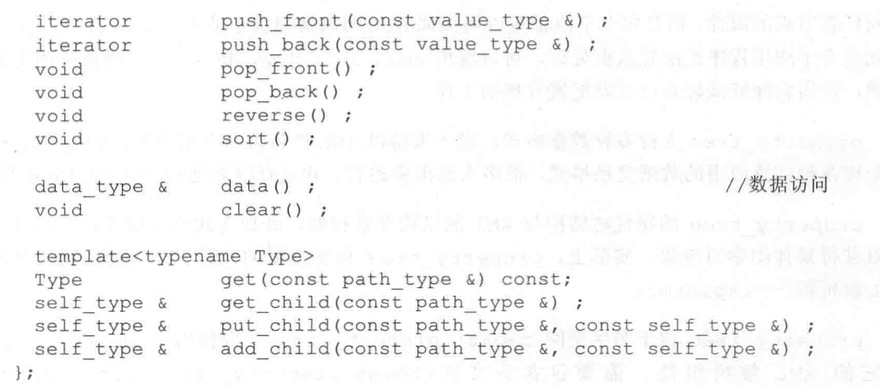 iterator push_front(const value_type &) ;
iterator push_back(const value_type &) ;
void pop_front() ;
void pop_back() ;
void reverse() ;
void sort() ;
data_type & data() ; //数据访问
void clear() ;
template<typename Type>
Type get(const path_type &) const;
self_type & get_child(const path_type &) ;
self_type & put_child(const path_type &, const self_type &) ;
self_type & add_child(const path_type &, const self_type &) ;
};